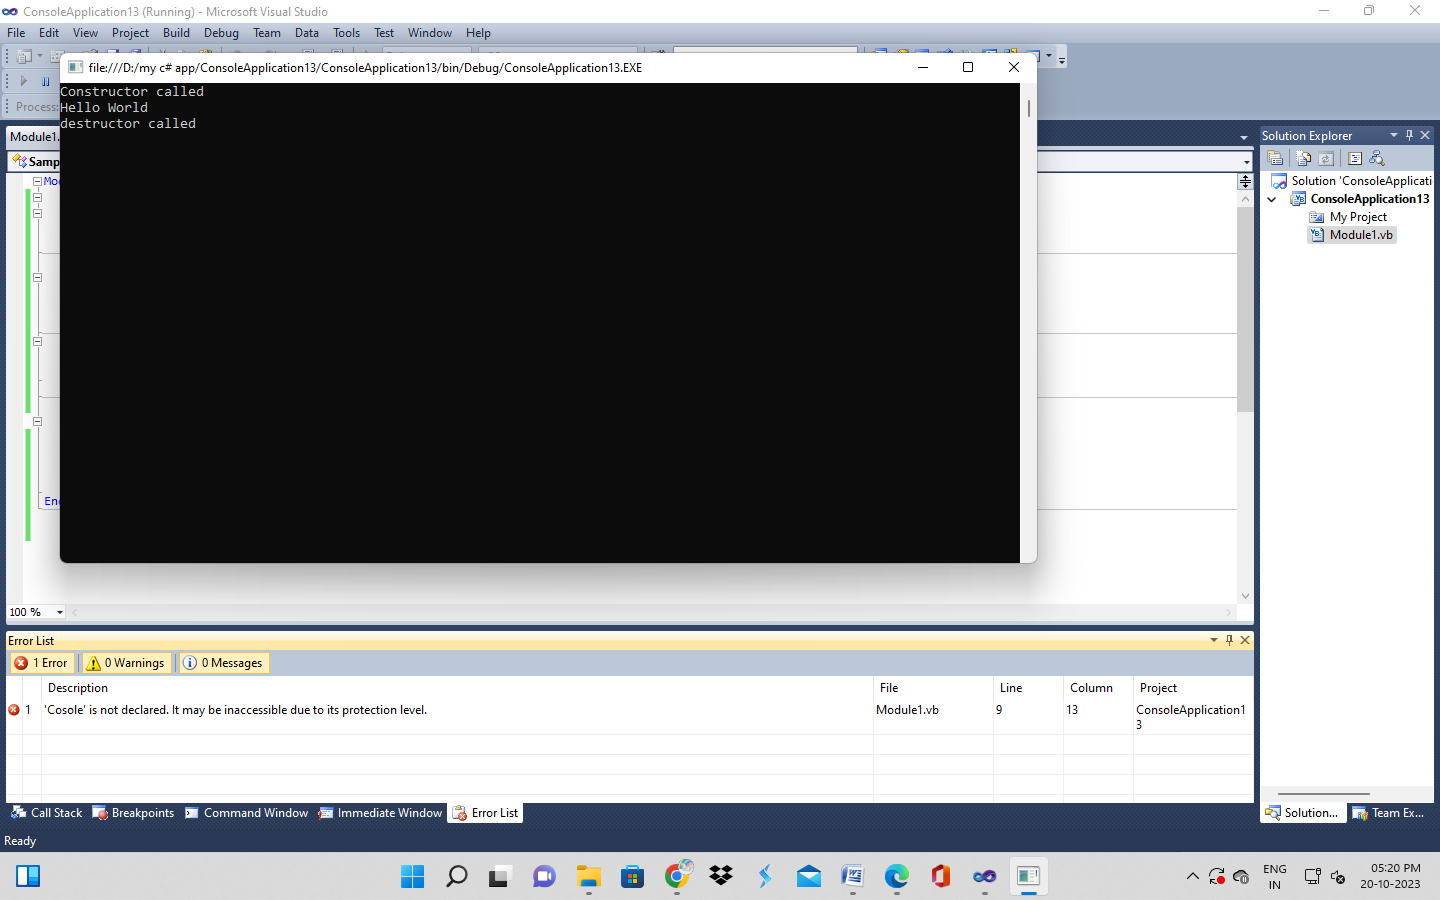 ConsoleApplication13 (Running) - Microsoft Visual Studio
File Edit View Project Build Debug Team Data Tools Test Window Help
file:///D:/my c# app/ConsoleApplication13/ConsoleApplication13/bin/Debug/ConsoleApplication13.EXE
Constructor called
Hello World
destructor called
Process
Module1.
Samp
Mo
En
100 %
Solution Explorer
Solution 'ConsoleApplicati
ConsoleApplication13
My Project
Module1.vb
Error List
1 Error 0 Warnings 0 Messages
Description File Line Column Project
1 'Cosole' is not declared. It may be inaccessible due to its protection level. Module1.vb 9 13 ConsoleApplication1
3
Call Stack Breakpoints Command Window Immediate Window Error List
Solution... Team Ex...
Ready
ENG
IN
05:20 PM
20-10-2023